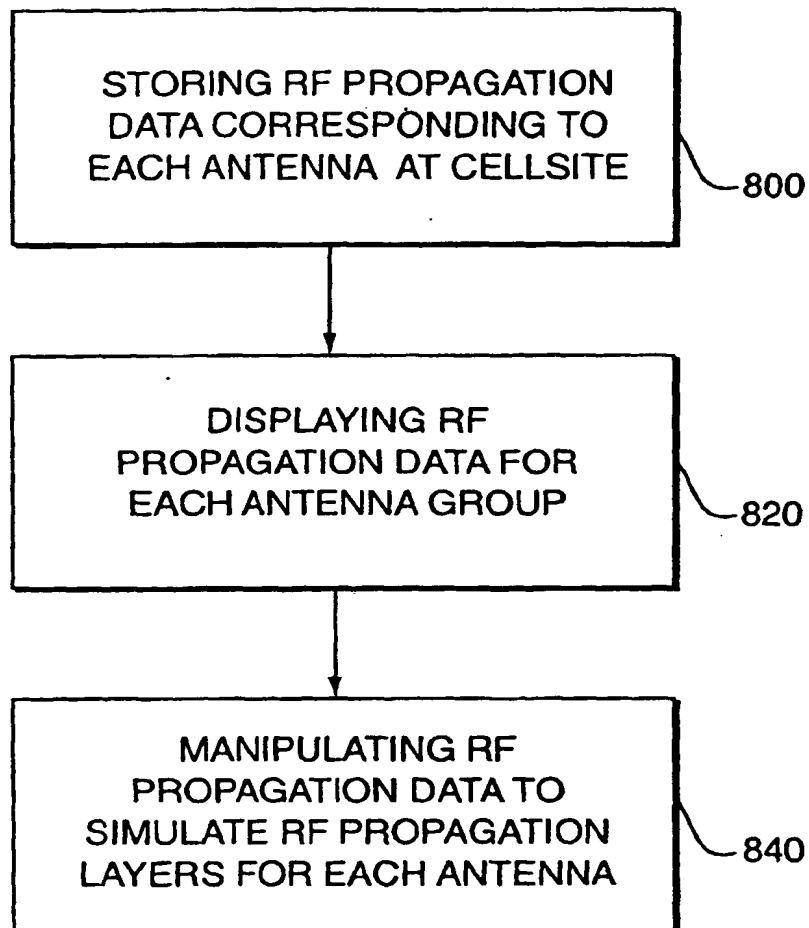 STORING RF PROPAGATION
DATA CORRESPONDING TO
EACH ANTENNA AT CELLSITE
800
DISPLAYING RF
PROPAGATION DATA FOR
EACH ANTENNA GROUP
820
MANIPULATING RF
PROPAGATION DATA TO
SIMULATE RF PROPAGATION
LAYERS FOR EACH ANTENNA
840